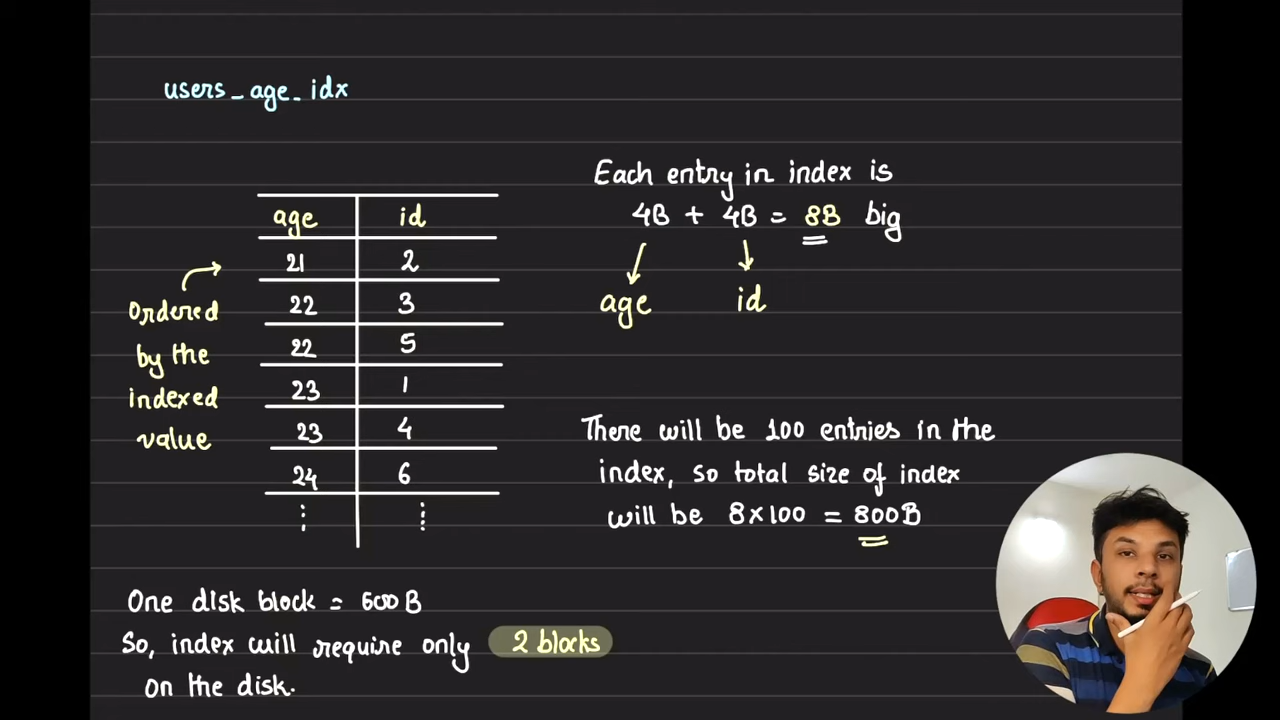 users_age_idx
age id
21 2
22 3
22 5
23 1
23 4
24 6
⋮ ⋮
Ordered
by the
indexed
value
Each entry in index is
4B + 4B = 8B big
age id
There will be 100 entries in the
index, so total size of index
will be 8×100 = 800B
One disk block = 600B
So, index will require only 2 blocks
on the disk.